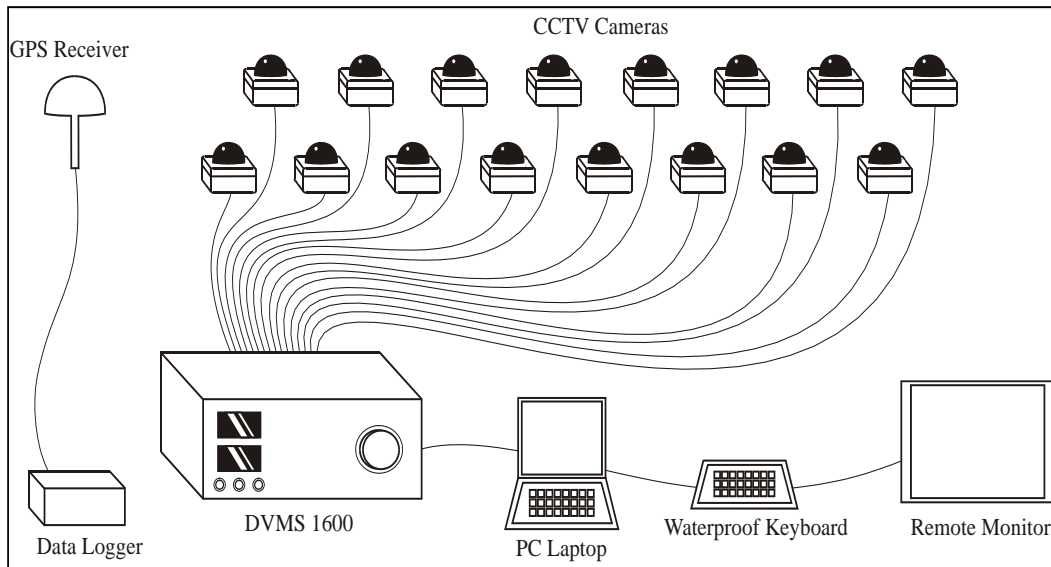 CCTV Cameras
GPS Receiver
DVMS 1600
Data Logger
PC Laptop
Waterproof Keyboard
Remote Monitor